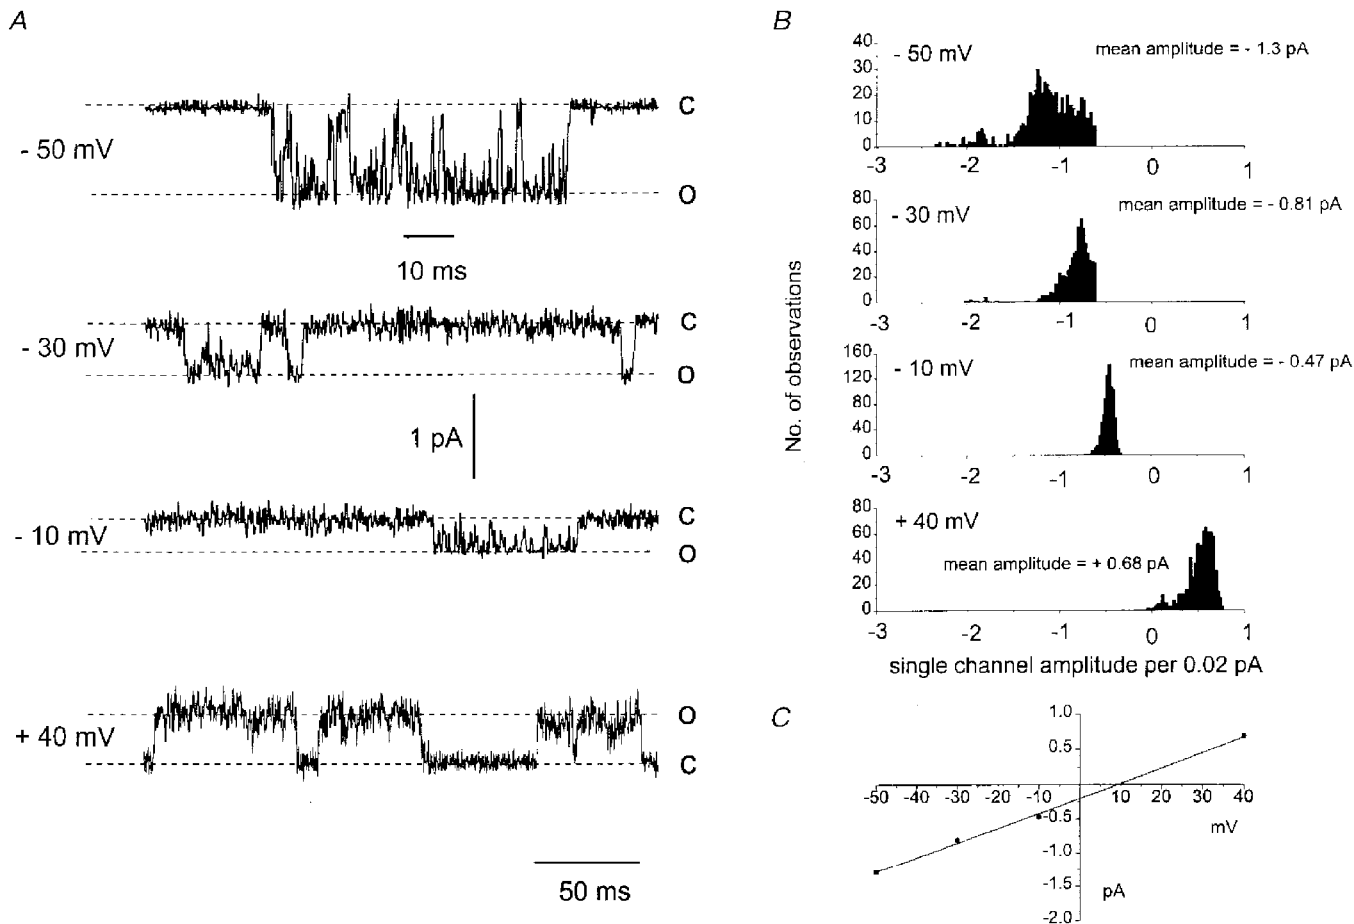 A
- 50 mV
C
O
10 ms
- 30 mV
C
O
1 pA
- 10 mV
C
O
+ 40 mV
O
C
50 ms
B
No. of observations
- 50 mV
mean amplitude = - 1.3 pA
40
30
20
10
0
-3 -2 -1 0 1
- 30 mV
mean amplitude = - 0.81 pA
80
60
40
20
0
-3 -2 -1 0 1
- 10 mV
mean amplitude = - 0.47 pA
160
120
80
40
0
-3 -2 -1 0 1
+ 40 mV
mean amplitude = + 0.68 pA
80
60
40
20
0
-3 -2 -1 0 1
single channel amplitude per 0.02 pA
C
1.0
0.5
-50 -40 -30 -20 -10 10 20 30 40
mV
-0.5
-1.0
-1.5
-2.0
pA